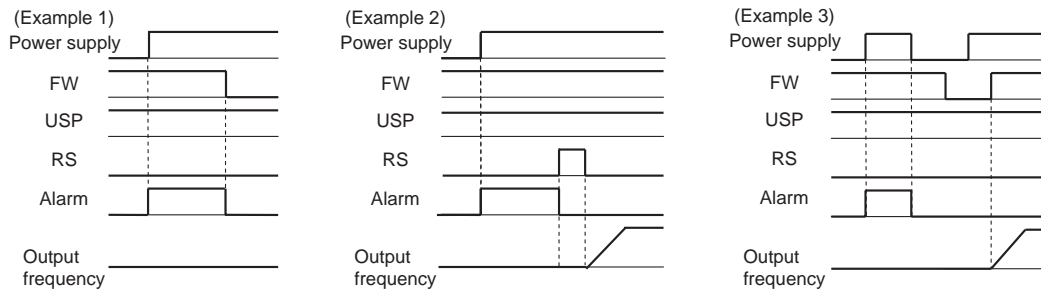 (Example 1)
Power supply
FW
USP
RS
Alarm
Output
frequency
(Example 2)
Power supply
FW
USP
RS
Alarm
Output
frequency
(Example 3)
Power supply
FW
USP
RS
Alarm
Output
frequency